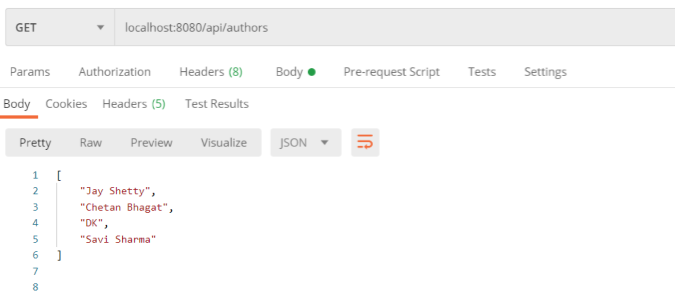 GET localhost:8080/api/authors
Params Authorization Headers (8) Body Pre-request Script Tests Settings
Body Cookies Headers (5) Test Results
Pretty Raw Preview Visualize JSON
1 [
2 "Jay Shetty",
3 "Chetan Bhagat",
4 "DK",
5 "Savi Sharma"
6 ]
7
8